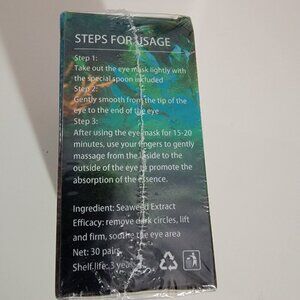 STEPS FOR USAGE
Step 1:
Take out the eye mask lightly with
the special spoon included
Step 2:
Gently smooth from the tip of the
eye to the end of the eye
Step 3:
After using the eye mask for 15-20
minutes, use your fingers to gently
massage from the inside to the
outside of the eye to promote the
absorption of the essence.
Ingredient: Seaweed Extract
Efficacy: remove dark circles, lift
and firm, soothe the eye area
Net: 30 pairs
Shelf life: 3 years